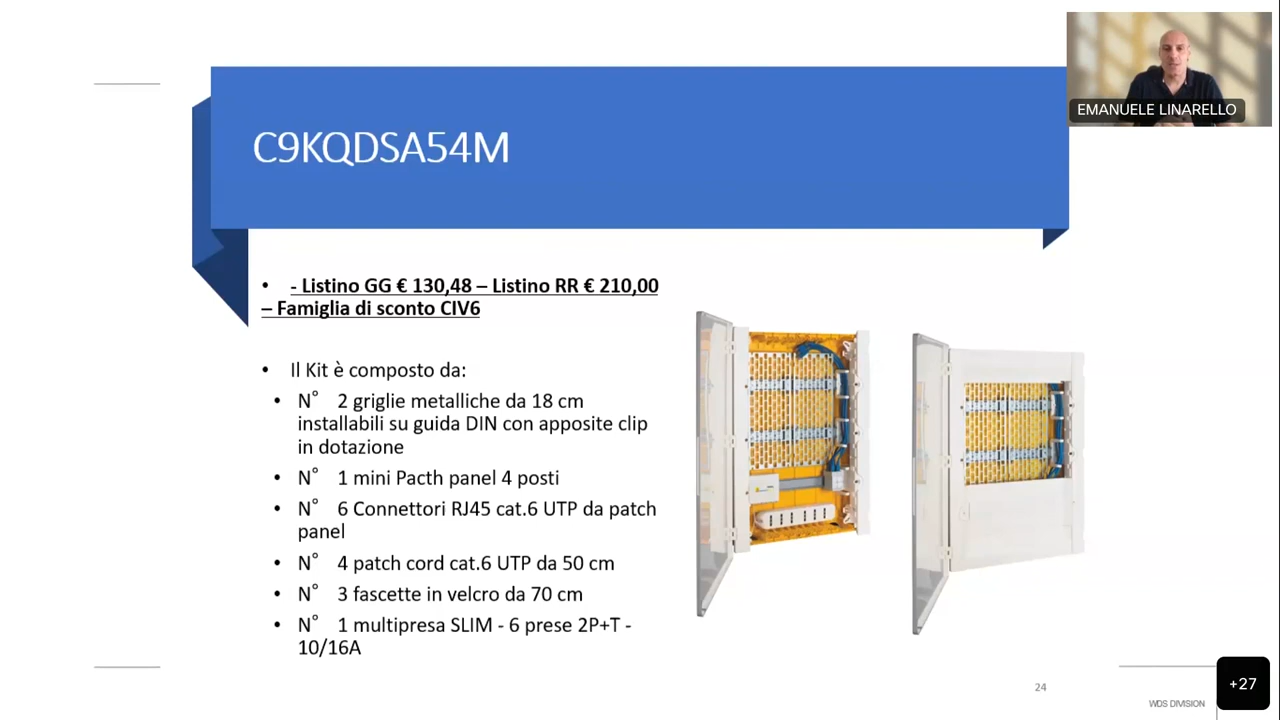 EMANUELE LINARELLO
C9KQDSA54M
• - Listino GG € 130,48 – Listino RR € 210,00
– Famiglia di sconto CIV6
• Il Kit è composto da:
• N° 2 griglie metalliche da 18 cm
installabili su guida DIN con apposite clip
in dotazione
• N° 1 mini Pacth panel 4 posti
• N° 6 Connettori RJ45 cat.6 UTP da patch
panel
• N° 4 patch cord cat.6 UTP da 50 cm
• N° 3 fascette in velcro da 70 cm
• N° 1 multipresa SLIM - 6 prese 2P+T -
10/16A
24
WDS DIVISION
+27